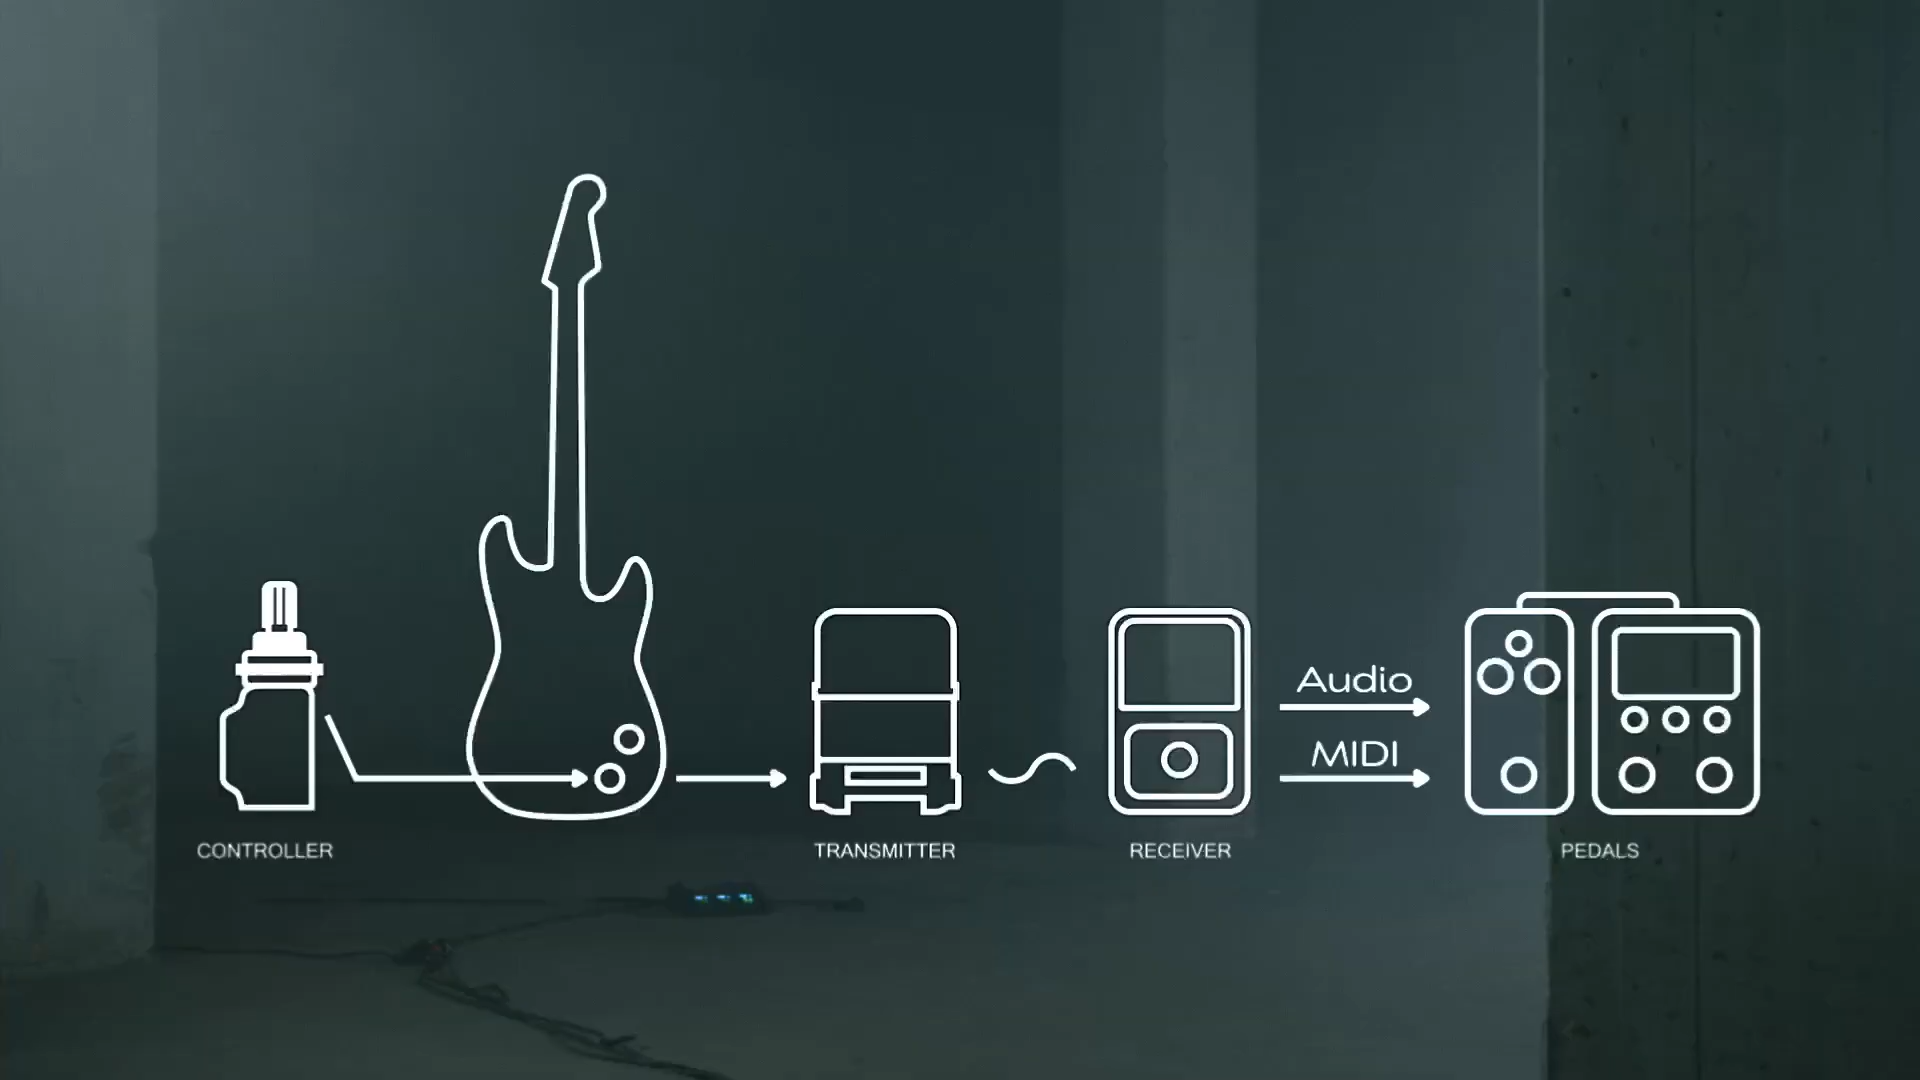 Audio
MIDI
CONTROLLER
TRANSMITTER
RECEIVER
PEDALS